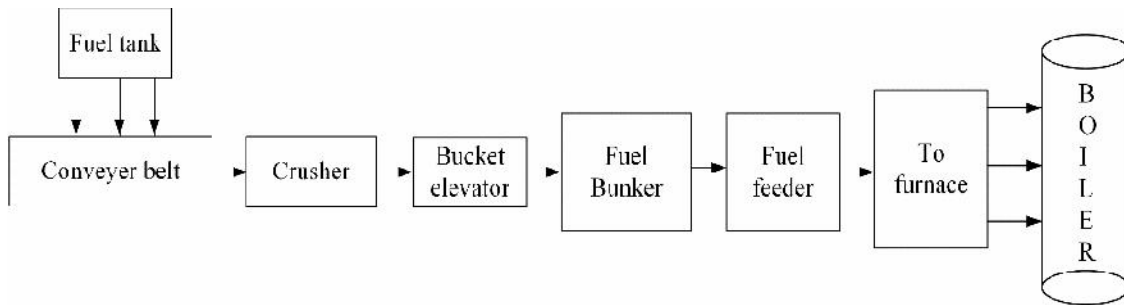 Fuel tank
Conveyer belt
Crusher
Bucket
elevator
Fuel
Bunker
Fuel
feeder
To
furnace
B
O
I
L
E
R